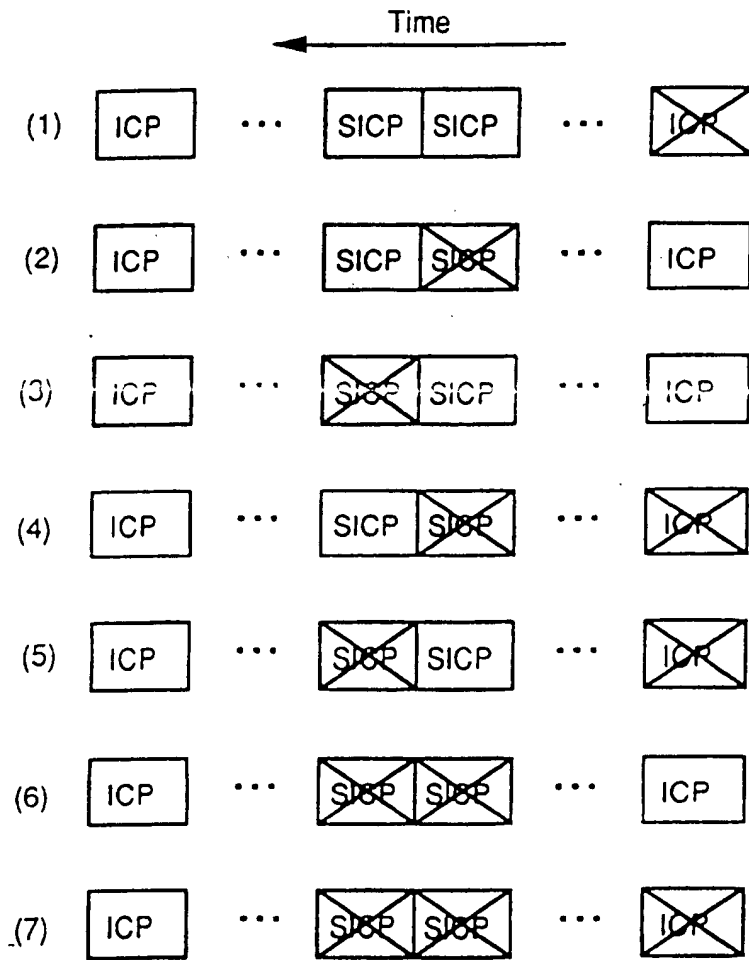 Time
(1) ICP ... SICP SICP ... ICP
(2) ICP ... SICP SICP ... ICP
(3) ICP ... SICP SICP ... ICP
(4) ICP ... SICP SICP ... ICP
(5) ICP ... SICP SICP ... ICP
(6) ICP ... SICP SICP ... ICP
(7) ICP ... SICP SICP ... ICP